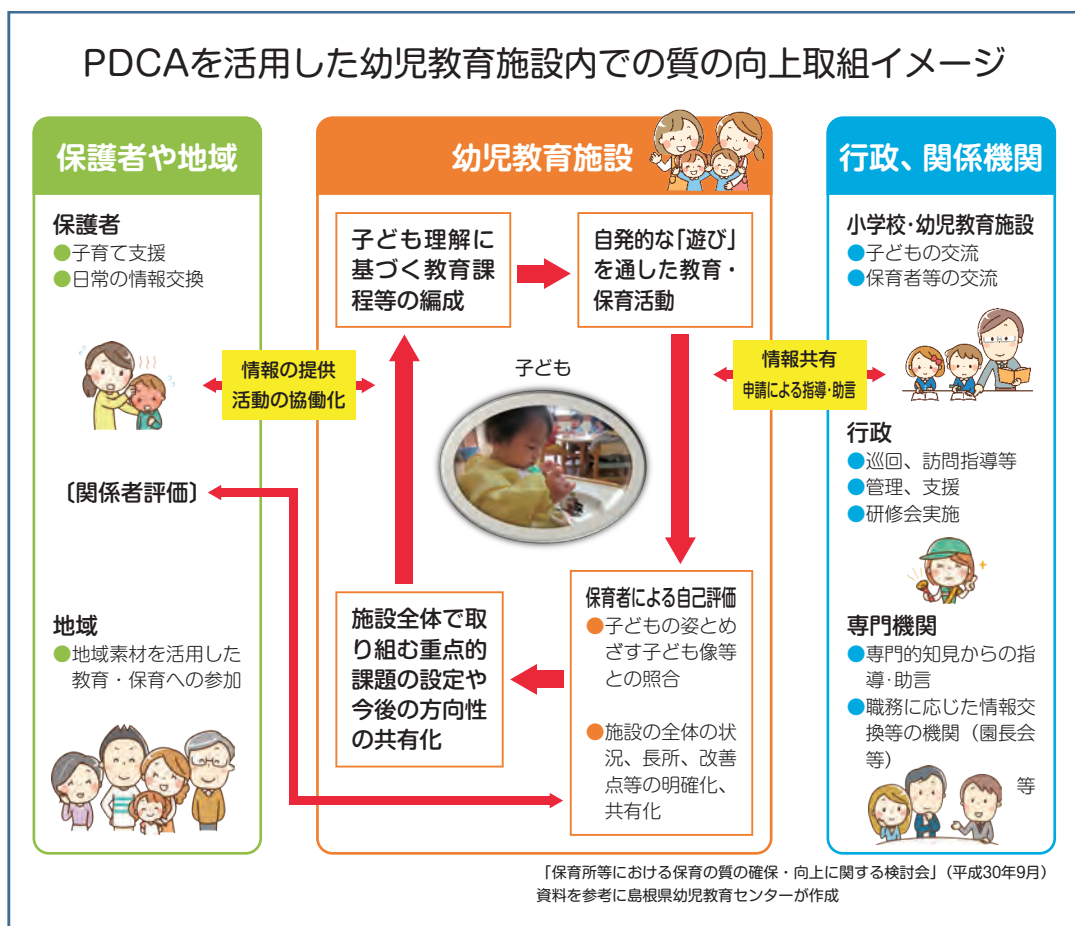 PDCAを活用した幼児教育施設内での質の向上取組イメージ
保護者や地域
保護者
●子育て支援
●日常の情報交換
情報の提供
活動の協働化
〔関係者評価〕
地域
●地域素材を活用した
教育・保育への参加
幼児教育施設
子ども理解に
基づく教育課
程等の編成
自発的な「遊び」
を通した教育・
保育活動
子ども
保育者による自己評価
●子どもの姿とめ
ざす子ども像等
との照合
●施設の全体の状
況、長所、改善
点等の明確化、
共有化
施設全体で取
り組む重点的
課題の設定や
今後の方向性
の共有化
情報共有
申請による指導・助言
行政、関係機関
小学校・幼児教育施設
●子どもの交流
●保育者等の交流
行政
●巡回、訪問指導等
●管理、支援
●研修会実施
専門機関
●専門的知見からの指
導・助言
●職務に応じた情報交
換等の機関（園長会
等）
等
「保育所等における保育の質の確保・向上に関する検討会」（平成30年9月）
資料を参考に島根県幼児教育センターが作成